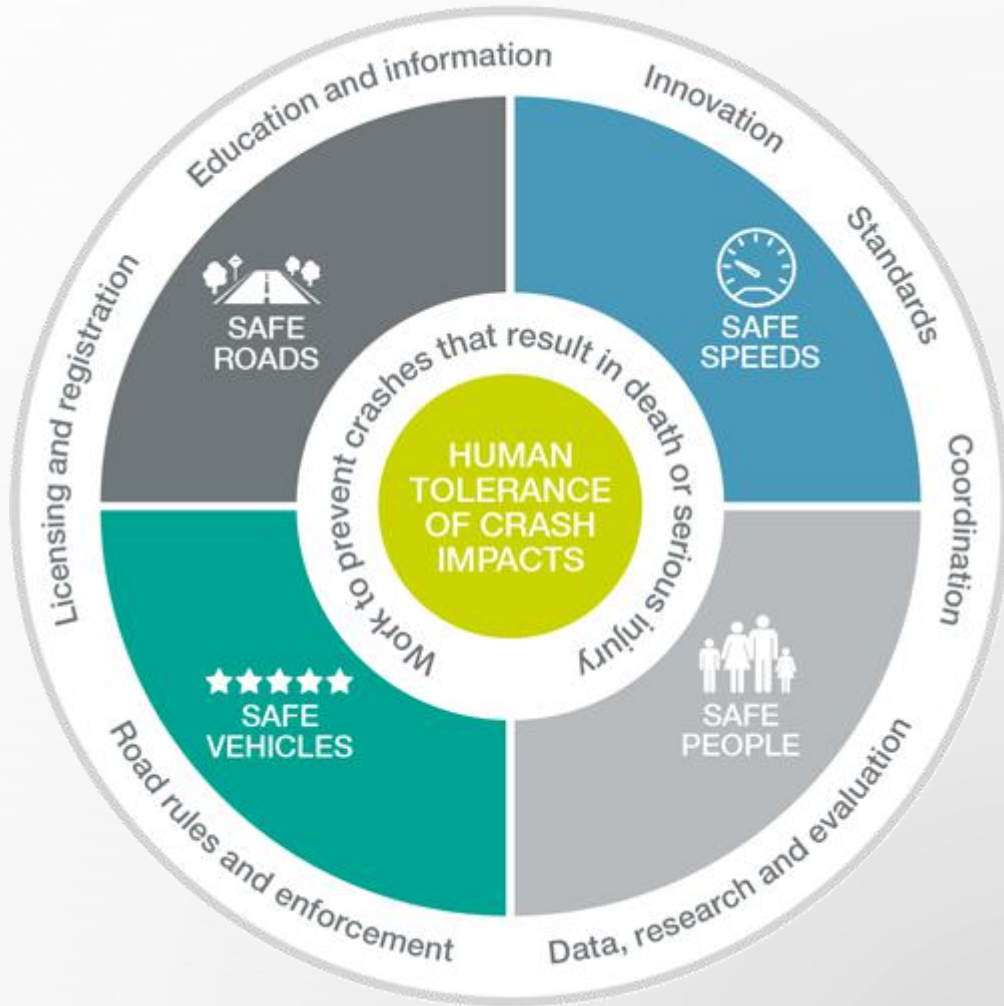 Education and information
Innovation
Standards
Coordination
Data, research and evaluation
Road rules and enforcement
Licensing and registration
SAFE
ROADS
SAFE
SPEEDS
SAFE
VEHICLES
SAFE
PEOPLE
Work to prevent crashes that result in death or serious injury
HUMAN
TOLERANCE
OF CRASH
IMPACTS